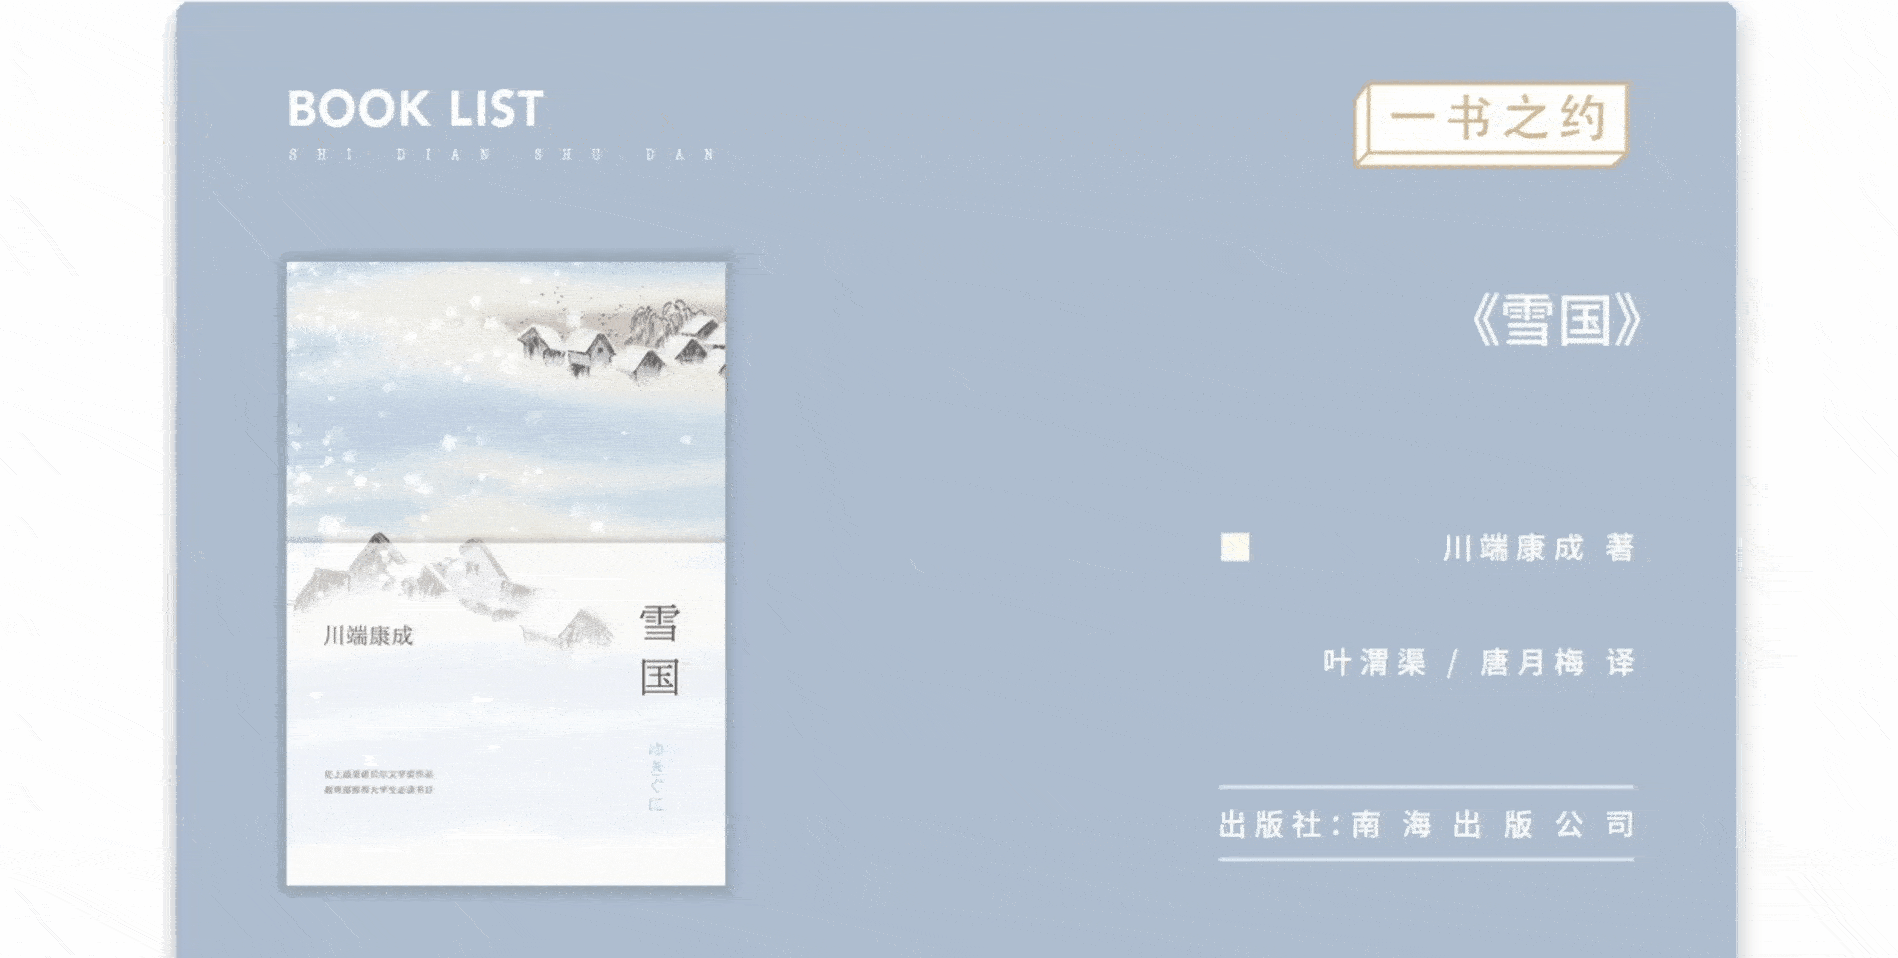 BOOK LIST
SHI DIAN SHU DAN
一书之约
《雪国》
川端康成 著
叶渭渠 / 唐月梅 译
出版社:南海出版公司
川端康成
雪国
ゆきぐに